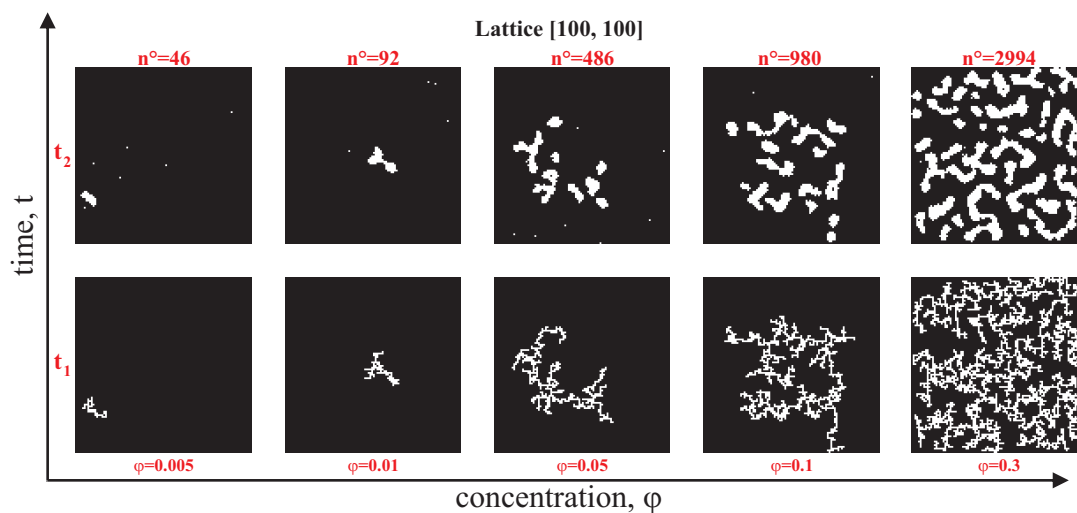 Lattice [100, 100]
n°=46 n°=92 n°=486 n°=980 n°=2994
t2
time, t
t1
φ=0.005 φ=0.01 φ=0.05 φ=0.1 φ=0.3
concentration, φ